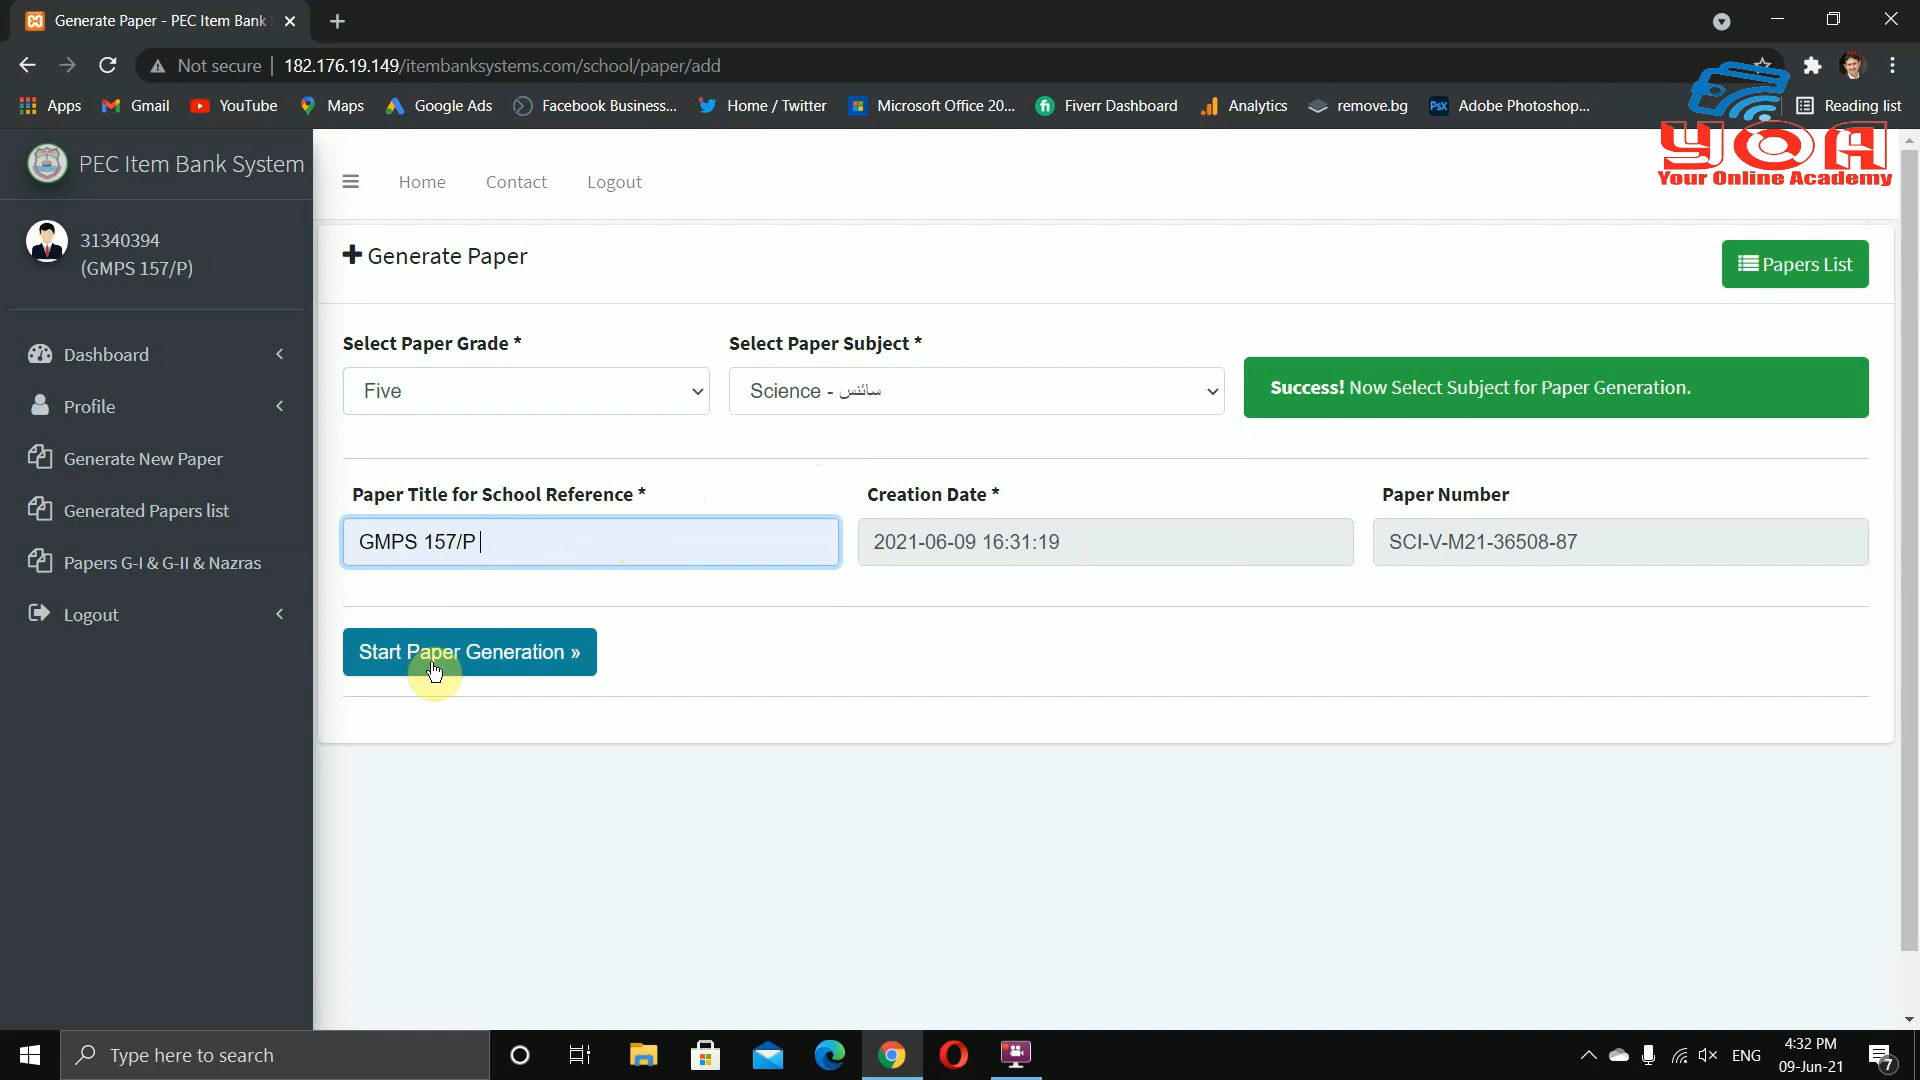 Generate Paper - PEC Item Bank
Not secure | 182.176.19.149/itembanksystems.com/school/paper/add
Apps Gmail YouTube Maps Google Ads Facebook Business... Home / Twitter Microsoft Office 20... Fiverr Dashboard Analytics remove.bg Adobe Photoshop... Reading list
YOA
Your Online Academy
PEC Item Bank System
Home Contact Logout
31340394
(GMPS 157/P)
Generate Paper
Papers List
Dashboard
Profile
Generate New Paper
Generated Papers list
Papers G-I & G-II & Nazras
Logout
Select Paper Grade * Select Paper Subject *
Five Science - سائنس
Success! Now Select Subject for Paper Generation.
Paper Title for School Reference * Creation Date * Paper Number
GMPS 157/P 2021-06-09 16:31:19 SCI-V-M21-36508-87
Start Paper Generation »
Type here to search
ENG
4:32 PM
09-Jun-21
7